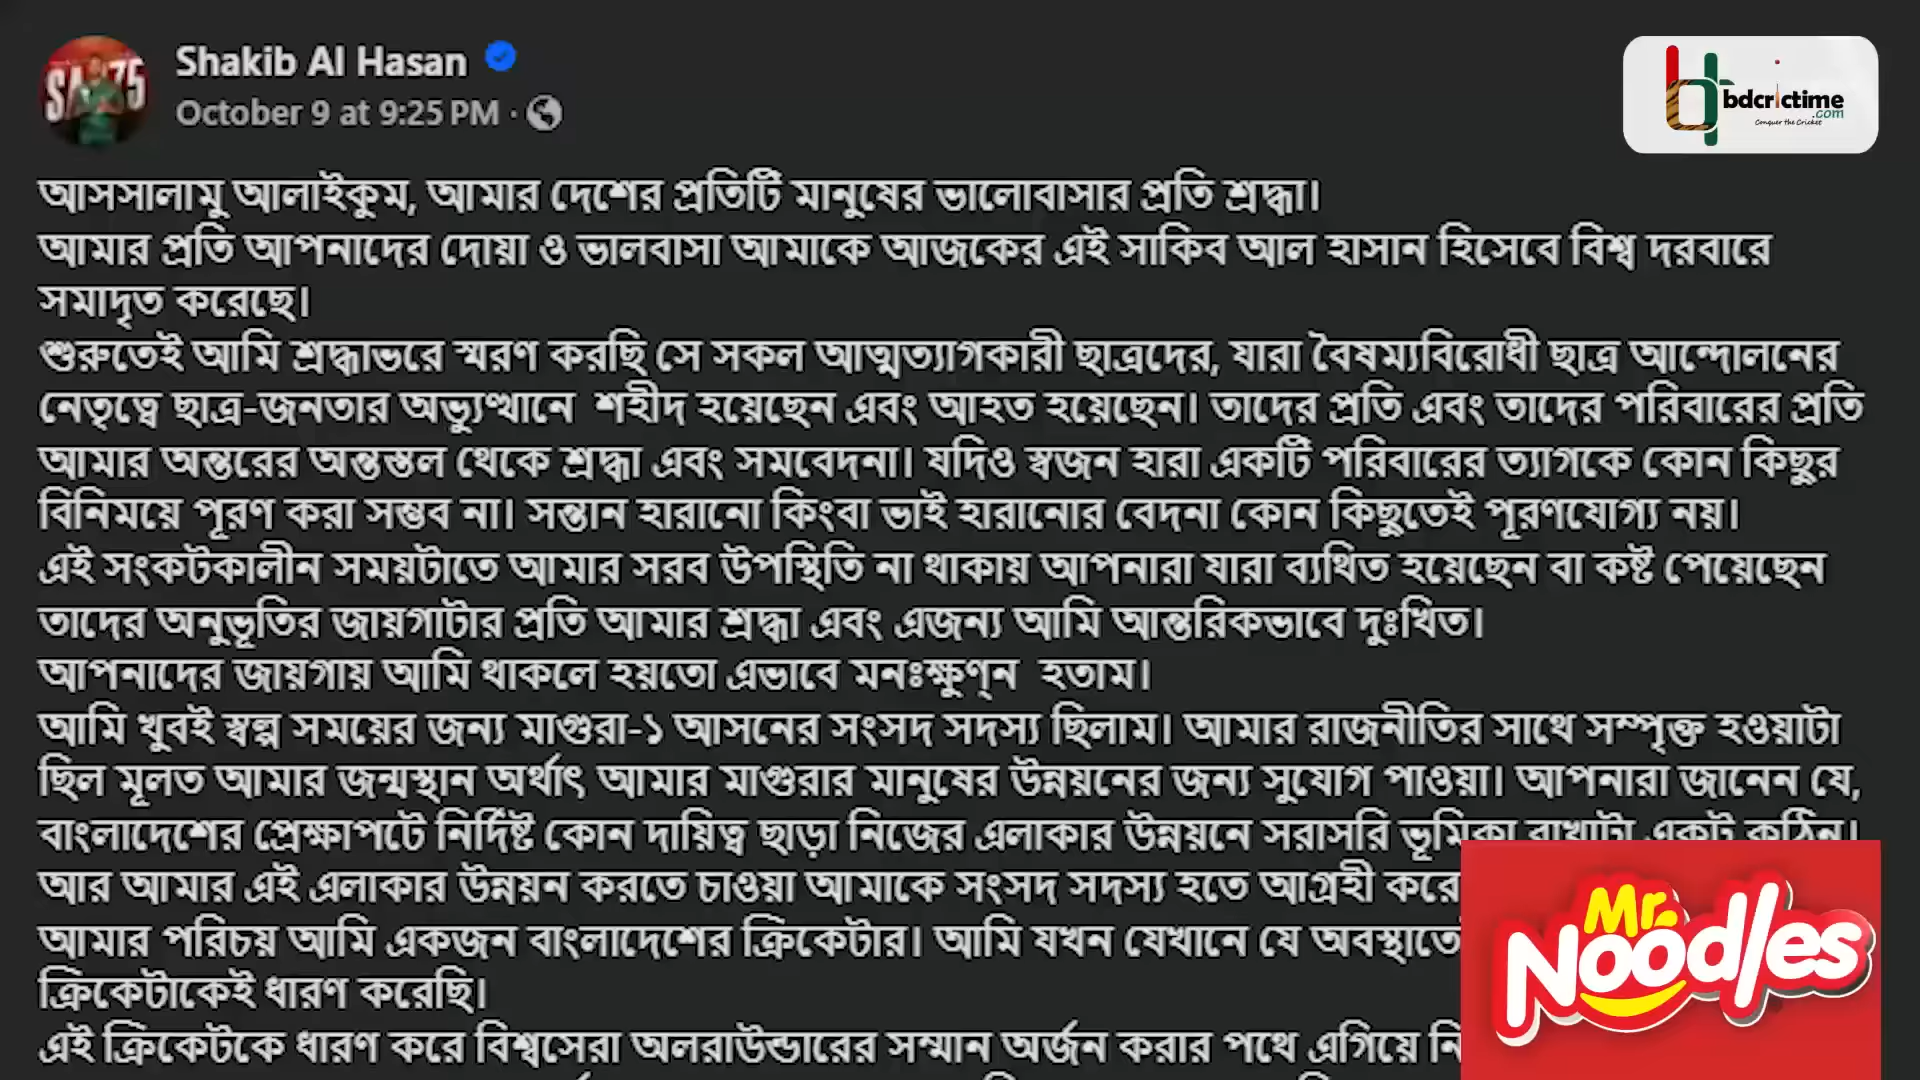 Shakib Al Hasan
October 9 at 9:25 PM ·
bdcrictime
.com
Conquer the Cricket
আসসালামু আলাইকুম, আমার দেশের প্রতিটি মানুষের ভালোবাসার প্রতি শ্রদ্ধা।
আমার প্রতি আপনাদের দোয়া ও ভালবাসা আমাকে আজকের এই সাকিব আল হাসান হিসেবে বিশ্ব দরবারে
সমাদৃত করেছে।
শুরুতেই আমি শ্রদ্ধাভরে স্মরণ করছি সে সকল আত্মত্যাগকারী ছাত্রদের, যারা বৈষম্যবিরোধী ছাত্র আন্দোলনের
নেতৃত্বে ছাত্র-জনতার অভ্যুত্থানে শহীদ হয়েছেন এবং আহত হয়েছেন। তাদের প্রতি এবং তাদের পরিবারের প্রতি
আমার অন্তরের অন্তস্তল থেকে শ্রদ্ধা এবং সমবেদনা। যদিও স্বজন হারা একটি পরিবারের ত্যাগকে কোন কিছুর
বিনিময়ে পূরণ করা সম্ভব না। সন্তান হারানো কিংবা ভাই হারানোর বেদনা কোন কিছুতেই পূরণযোগ্য নয়।
এই সংকটকালীন সময়টাতে আমার সরব উপস্থিতি না থাকায় আপনারা যারা ব্যথিত হয়েছেন বা কষ্ট পেয়েছেন
তাদের অনুভূতির জায়গাটার প্রতি আমার শ্রদ্ধা এবং এজন্য আমি আন্তরিকভাবে দুঃখিত।
আপনাদের জায়গায় আমি থাকলে হয়তো এভাবে মনঃক্ষুণ্ন হতাম।
আমি খুবই স্বল্প সময়ের জন্য মাগুরা-১ আসনের সংসদ সদস্য ছিলাম। আমার রাজনীতির সাথে সম্পৃক্ত হওয়াটা
ছিল মূলত আমার জন্মস্থান অর্থাৎ আমার মাগুরার মানুষের উন্নয়নের জন্য সুযোগ পাওয়া। আপনারা জানেন যে,
বাংলাদেশের প্রেক্ষাপটে নির্দিষ্ট কোন দায়িত্ব ছাড়া নিজের এলাকার উন্নয়নে সরাসরি ভূমিকা রাখাটা একটু কঠিন।
আর আমার এই এলাকার উন্নয়ন করতে চাওয়া আমাকে সংসদ সদস্য হতে আগ্রহী করে
আমার পরিচয় আমি একজন বাংলাদেশের ক্রিকেটার। আমি যখন যেখানে যে অবস্থাতে
ক্রিকেটাকেই ধারণ করেছি।
এই ক্রিকেটকে ধারণ করে বিশ্বসেরা অলরাউন্ডারের সম্মান অর্জন করার পথে এগিয়ে
Mr.
Noodles